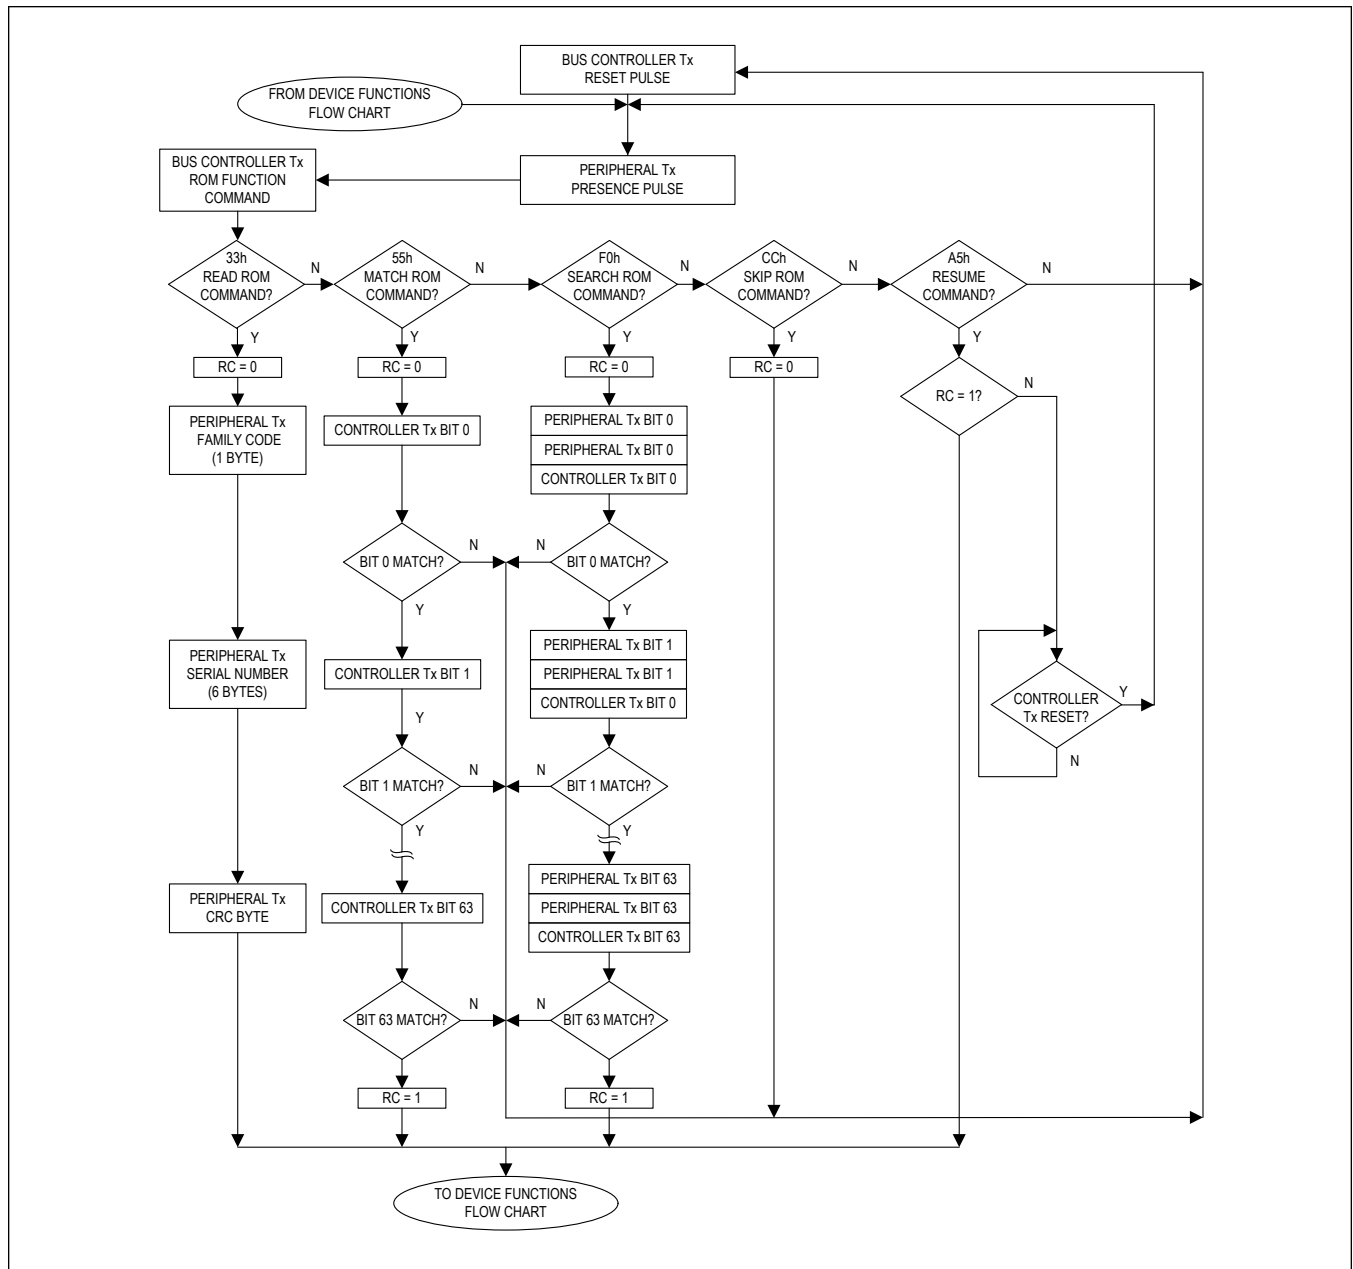 BUS CONTROLLER Tx
RESET PULSE
FROM DEVICE FUNCTIONS
FLOW CHART
BUS CONTROLLER Tx
ROM FUNCTION
COMMAND
PERIPHERAL Tx
PRESENCE PULSE
33h
READ ROM
COMMAND?
N
55h
MATCH ROM
COMMAND?
N
F0h
SEARCH ROM
COMMAND?
N
CCh
SKIP ROM
COMMAND?
N
A5h
RESUME
COMMAND?
N
Y
Y
Y
Y
Y
RC = 0
RC = 0
RC = 0
RC = 0
RC = 1?
N
PERIPHERAL Tx
FAMILY CODE
(1 BYTE)
CONTROLLER Tx BIT 0
PERIPHERAL Tx BIT 0
PERIPHERAL Tx BIT 0
CONTROLLER Tx BIT 0
BIT 0 MATCH?
N
N
BIT 0 MATCH?
Y
Y
PERIPHERAL Tx
SERIAL NUMBER
(6 BYTES)
CONTROLLER Tx BIT 1
PERIPHERAL Tx BIT 1
PERIPHERAL Tx BIT 1
CONTROLLER Tx BIT 0
CONTROLLER
Tx RESET?
Y
N
Y
BIT 1 MATCH?
N
N
BIT 1 MATCH?
Y
Y
PERIPHERAL Tx
CRC BYTE
CONTROLLER Tx BIT 63
PERIPHERAL Tx BIT 63
PERIPHERAL Tx BIT 63
CONTROLLER Tx BIT 63
BIT 63 MATCH?
N
N
BIT 63 MATCH?
Y
Y
RC = 1
RC = 1
TO DEVICE FUNCTIONS
FLOW CHART